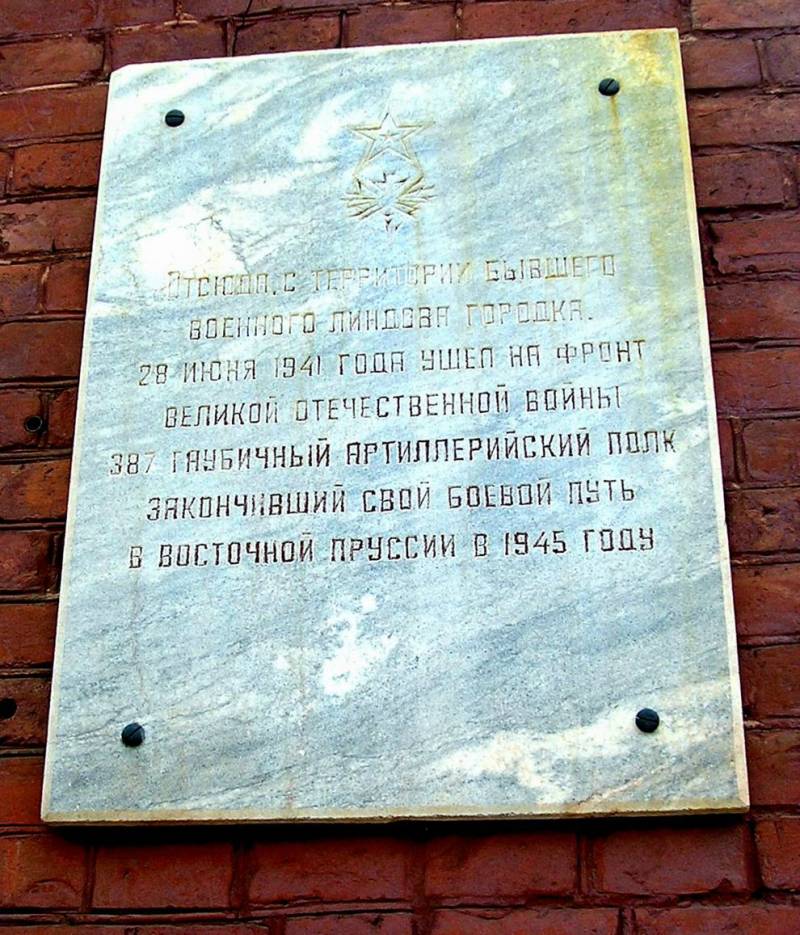 Отсюда, с территории бывшего
военного Линдова городка.
28 июня 1941 года ушел на фронт
Великой Отечественной войны
387 гаубичный артиллерийский полк
закончивший свой боевой путь
в Восточной Пруссии в 1945 году